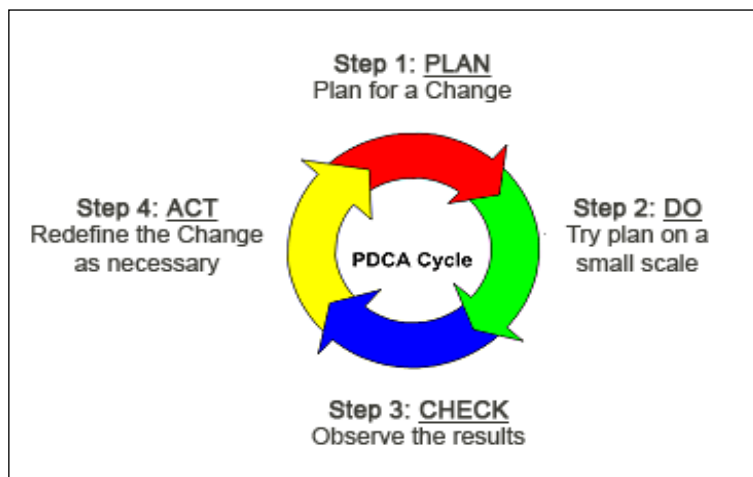 Step 1: PLAN
Plan for a Change
Step 2: DO
Try plan on a
small scale
Step 3: CHECK
Observe the results
Step 4: ACT
Redefine the Change
as necessary
PDCA Cycle